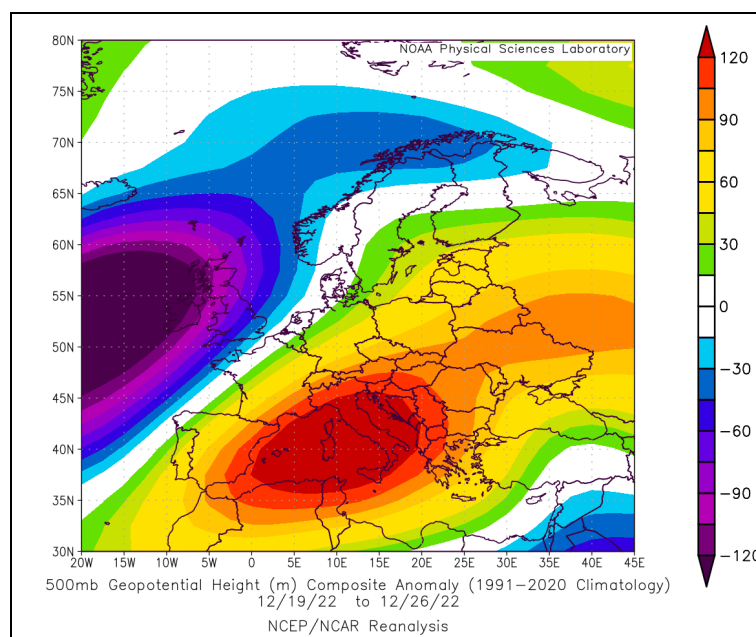 NOAA Physical Sciences Laboratory
80N
75N
70N
65N
60N
55N
50N
45N
40N
35N
30N
20W 15W 10W 5W 0 5E 10E 15E 20E 25E 30E 35E 40E 45E
120
90
60
30
0
−30
−60
−90
−120
500mb Geopotential Height (m) Composite Anomaly (1991−2020 Climatology)
12/19/22 to 12/26/22
NCEP/NCAR Reanalysis